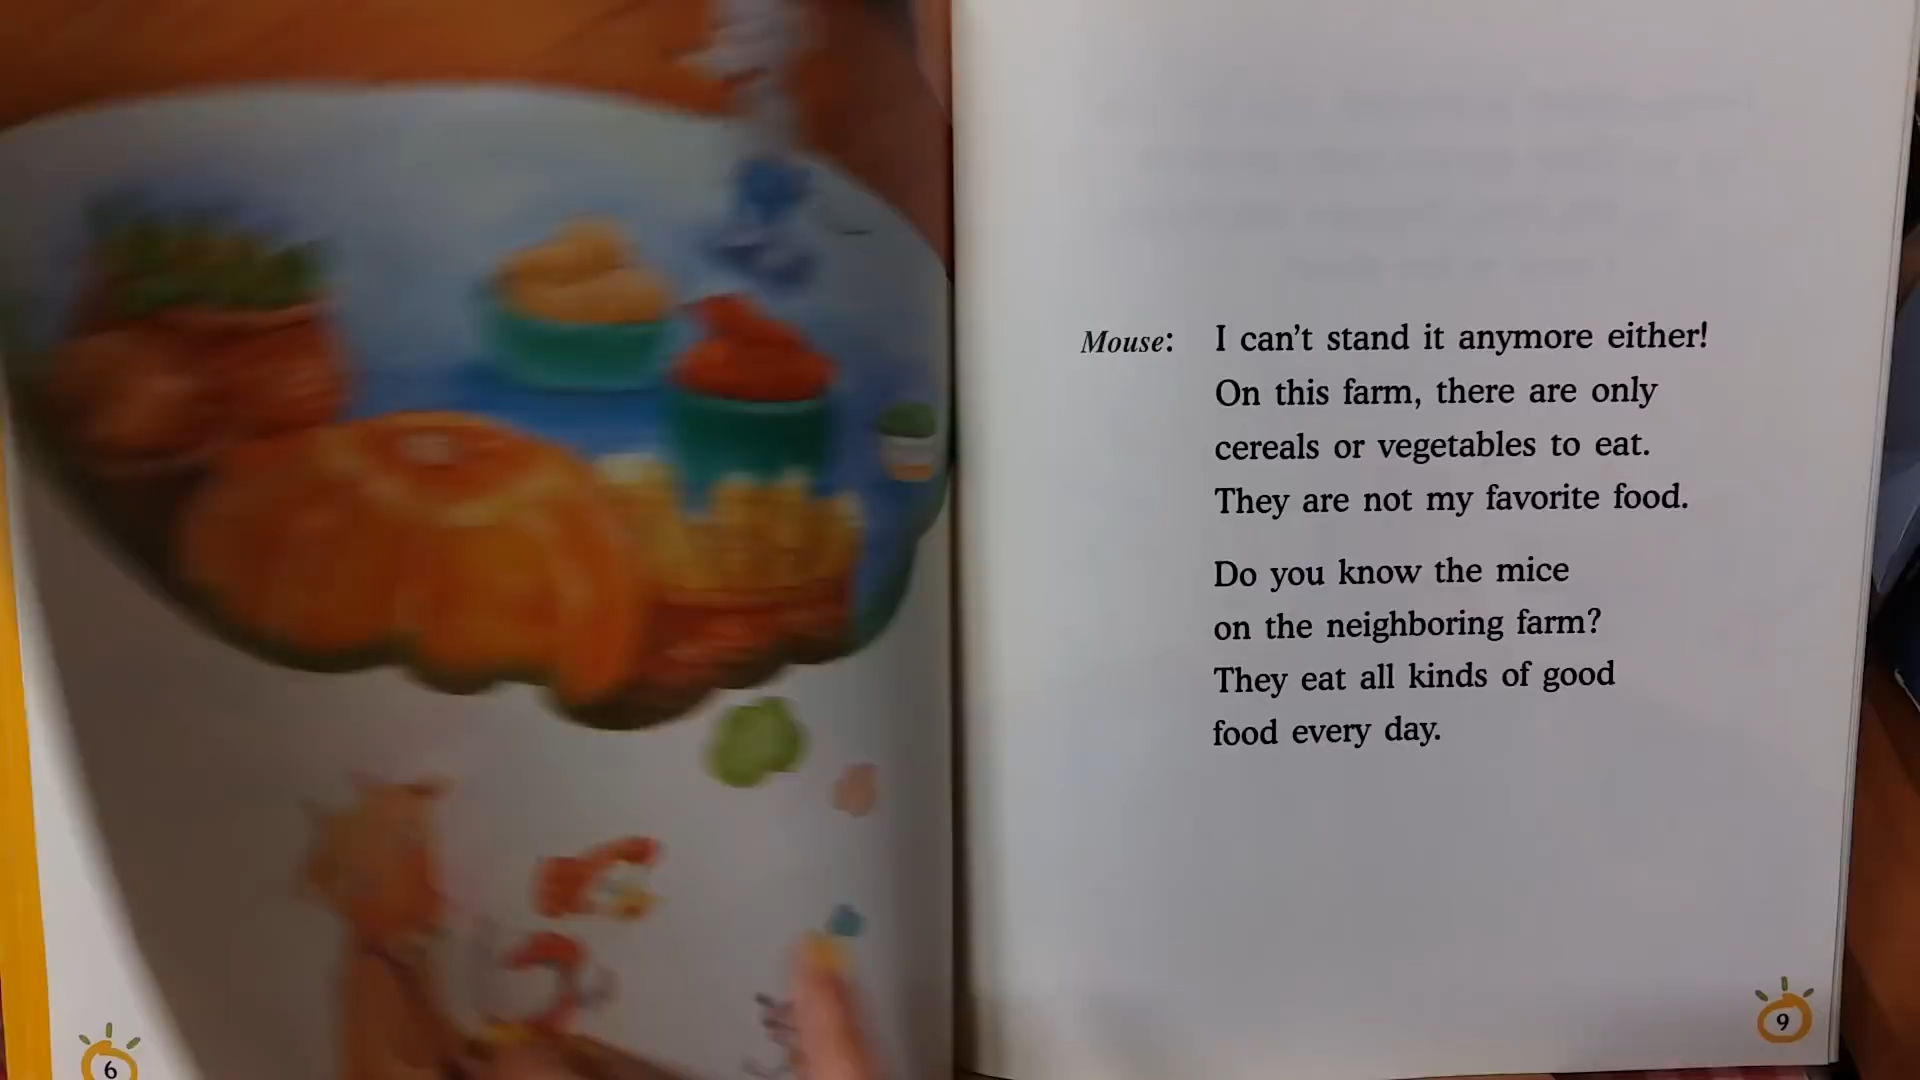 Mouse: I can't stand it anymore either!
On this farm, there are only
cereals or vegetables to eat.
They are not my favorite food.
Do you know the mice
on the neighboring farm?
They eat all kinds of good
food every day.
6
9